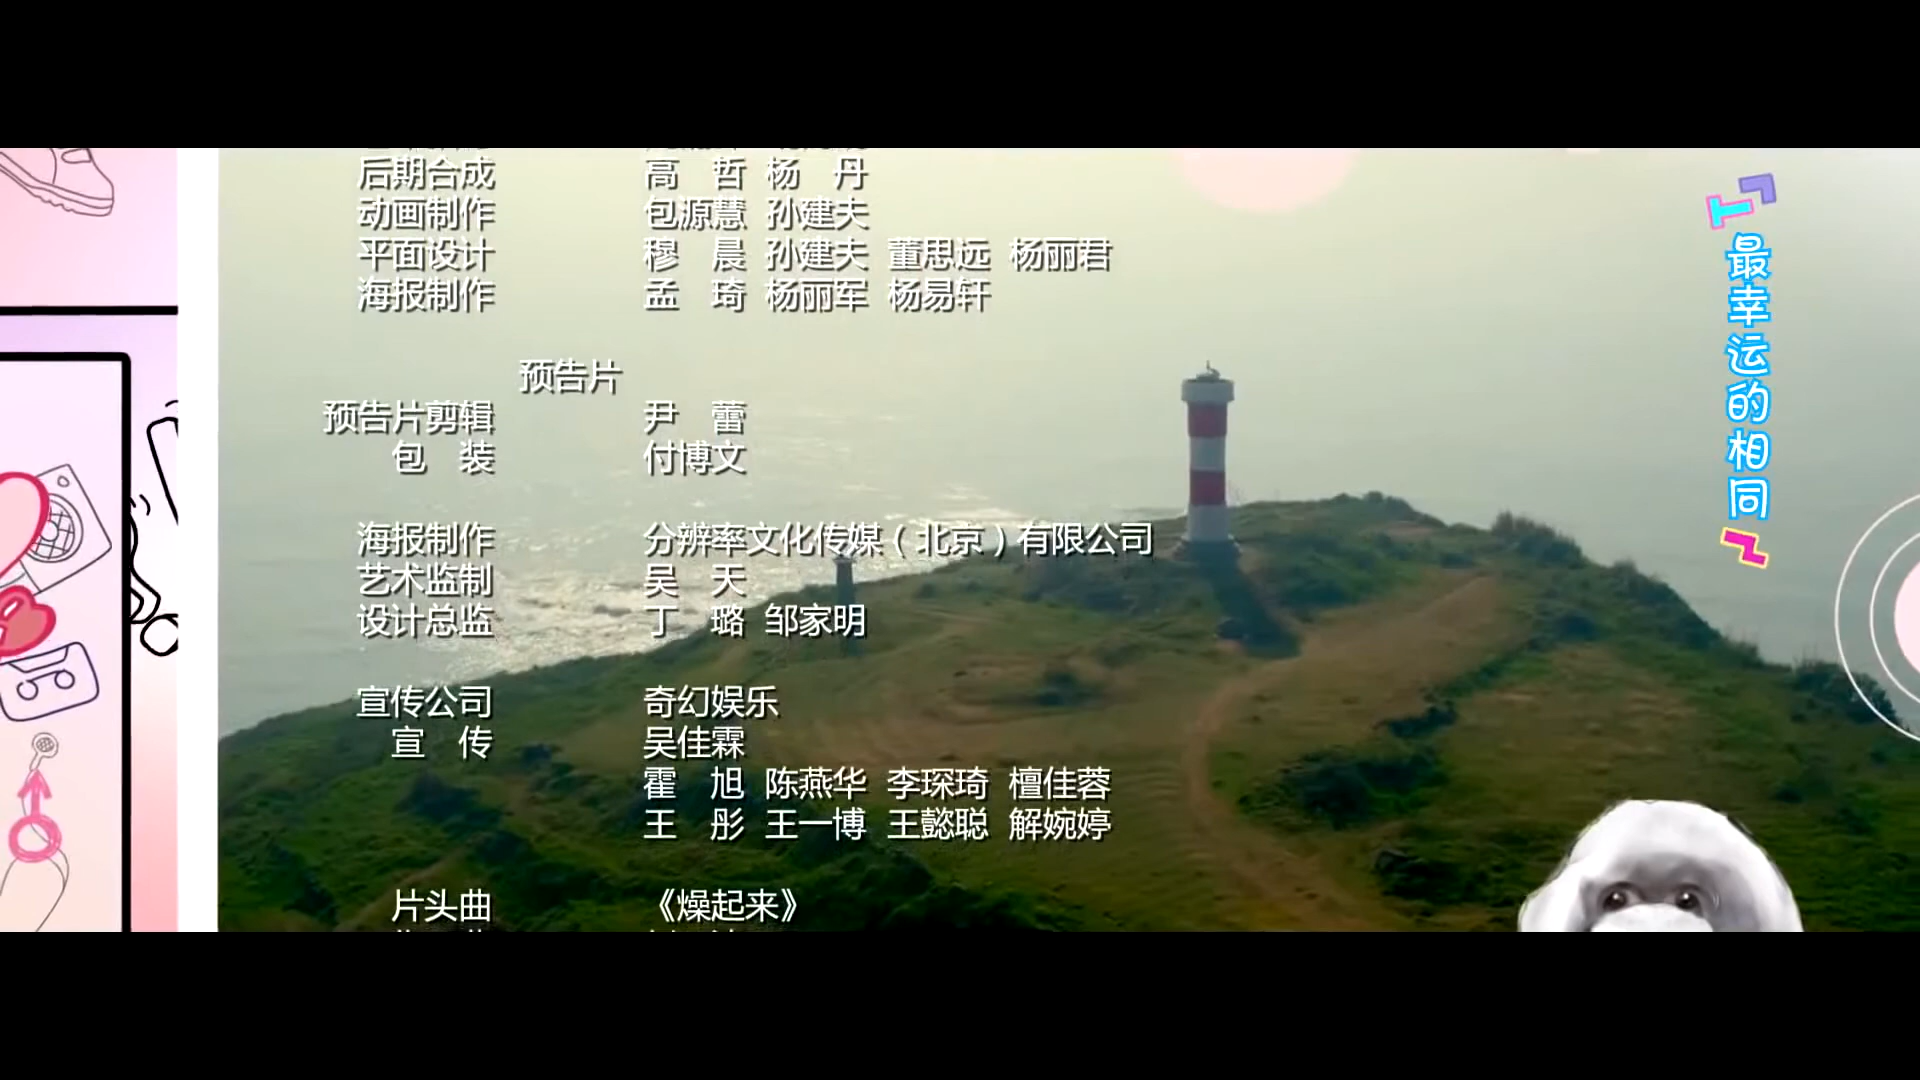 后期合成 高 哲 杨 丹
动画制作 包源慧 孙建夫
平面设计 穆 晨 孙建夫 董思远 杨丽君
海报制作 孟 琦 杨丽军 杨易轩
预告片
预告片剪辑 尹 蕾
包 装 付博文
海报制作 分辨率文化传媒（北京）有限公司
艺术监制 吴 天
设计总监 丁 璐 邹家明
宣传公司 奇幻娱乐
宣 传 吴佳霖
霍 旭 陈燕华 李琛琦 檀佳蓉
王 彤 王一博 王懿聪 解婉婷
片头曲 《燥起来》
最幸运的相同